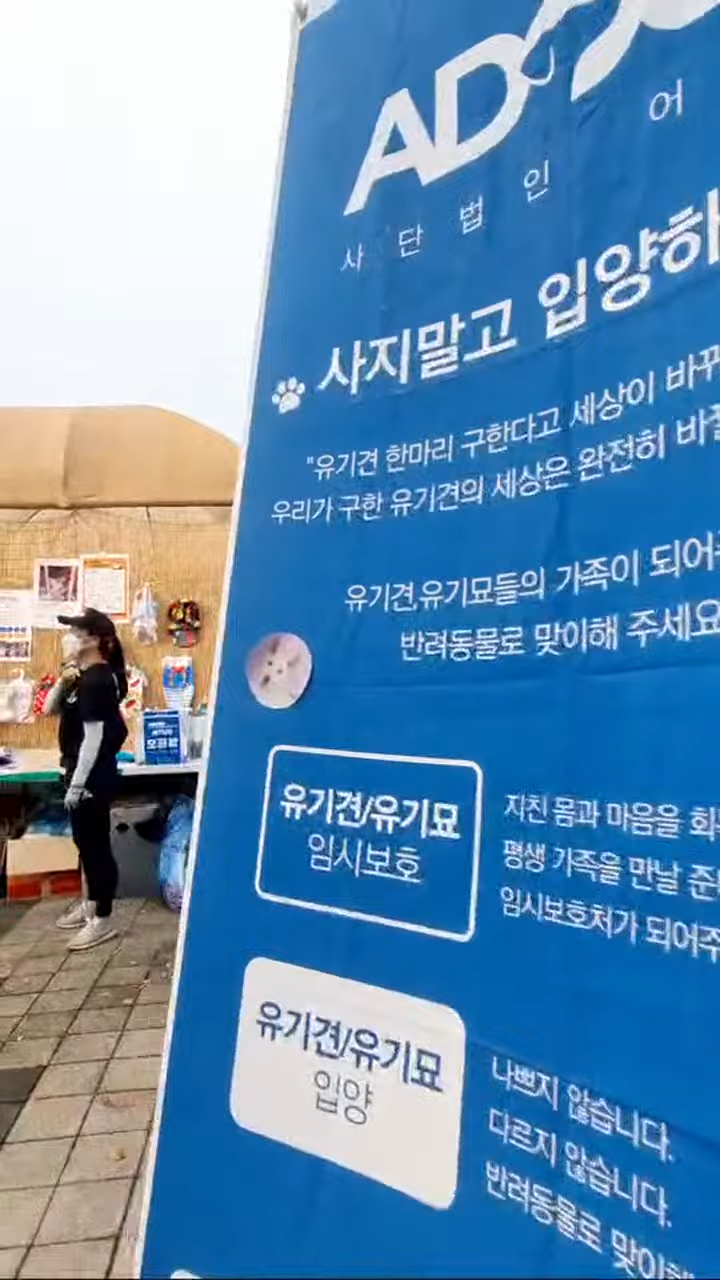 AD
어
사 단 법 인
사지말고 입양하
"유기견 한마리 구한다고 세상이 바뀌
우리가 구한 유기견의 세상은 완전히 바뀔
유기견,유기묘들의 가족이 되어주
반려동물로 맞이해 주세요
유기견/유기묘
임시보호
지친 몸과 마음을 회
평생 가족을 만날 준
임시보호처가 되어주
유기견/유기묘
입양
나쁘지 않습니다.
다르지 않습니다.
반려동물로 맞이해